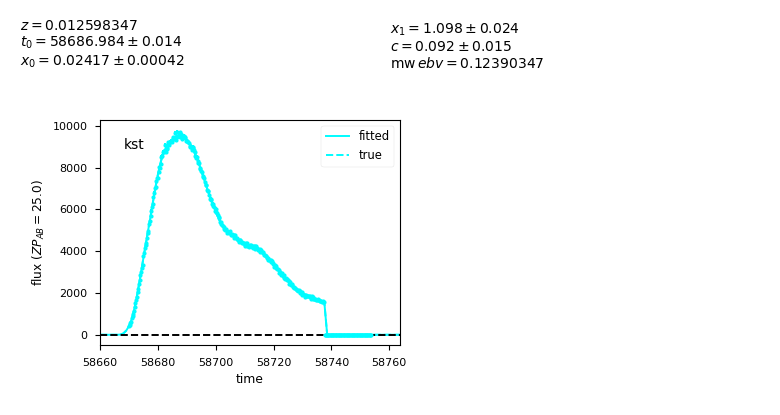 z = 0.012598347
t₀ = 58686.984 ± 0.014
x₀ = 0.02417 ± 0.00042
x₁ = 1.098 ± 0.024
c = 0.092 ± 0.015
mw ebv = 0.12390347
kst
fitted
true
10000
8000
6000
4000
2000
0
flux (ZP_AB = 25.0)
58660 58680 58700 58720 58740 58760
time